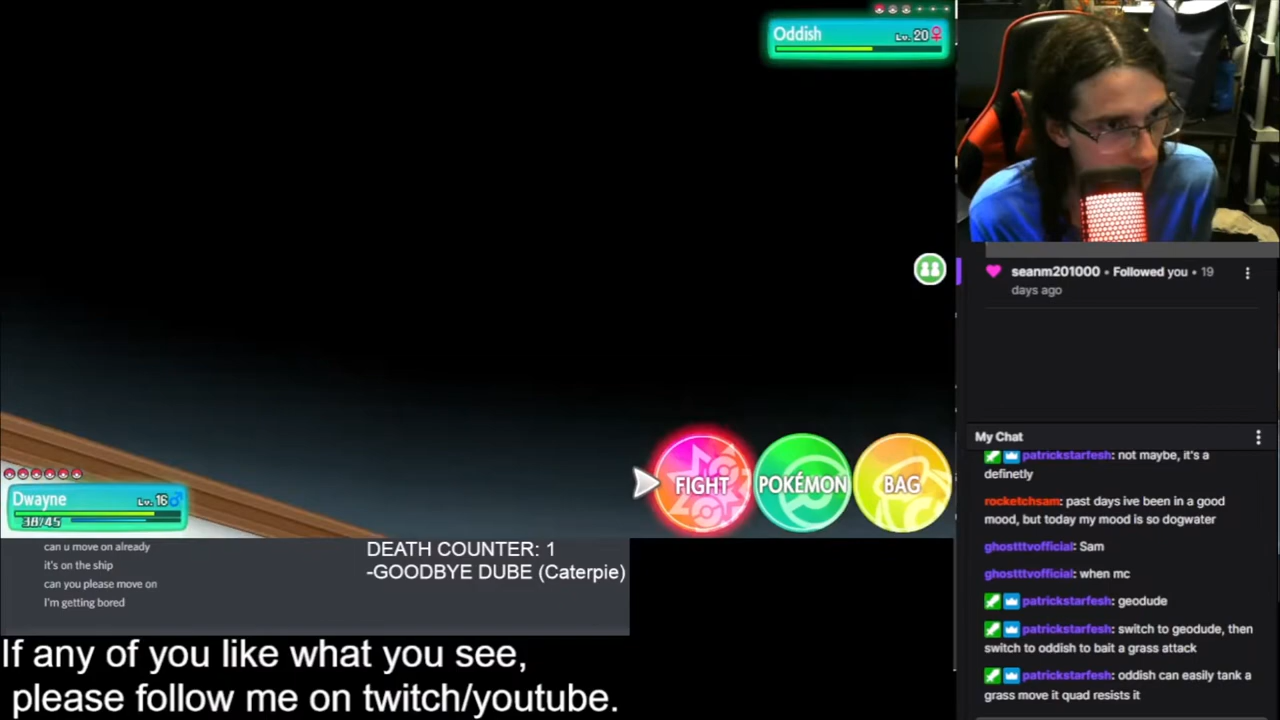 Oddish Lv. 20♀
seanm201000 • Followed you • 19
days ago
My Chat
patrickstarfesh: not maybe, it's a
definetly
rocketchsam: past days ive been in a good
mood, but today my mood is so dogwater
ghostttvofficial: Sam
ghostttvofficial: when mc
patrickstarfesh: geodude
patrickstarfesh: switch to geodude, then
switch to oddish to bait a grass attack
patrickstarfesh: oddish can easily tank a
grass move it quad resists it
FIGHT POKÉMON BAG
Dwayne Lv. 16♂
38/45
can u move on already
it's on the ship
can you please move on
I'm getting bored
DEATH COUNTER: 1
-GOODBYE DUBE (Caterpie)
If any of you like what you see,
please follow me on twitch/youtube.